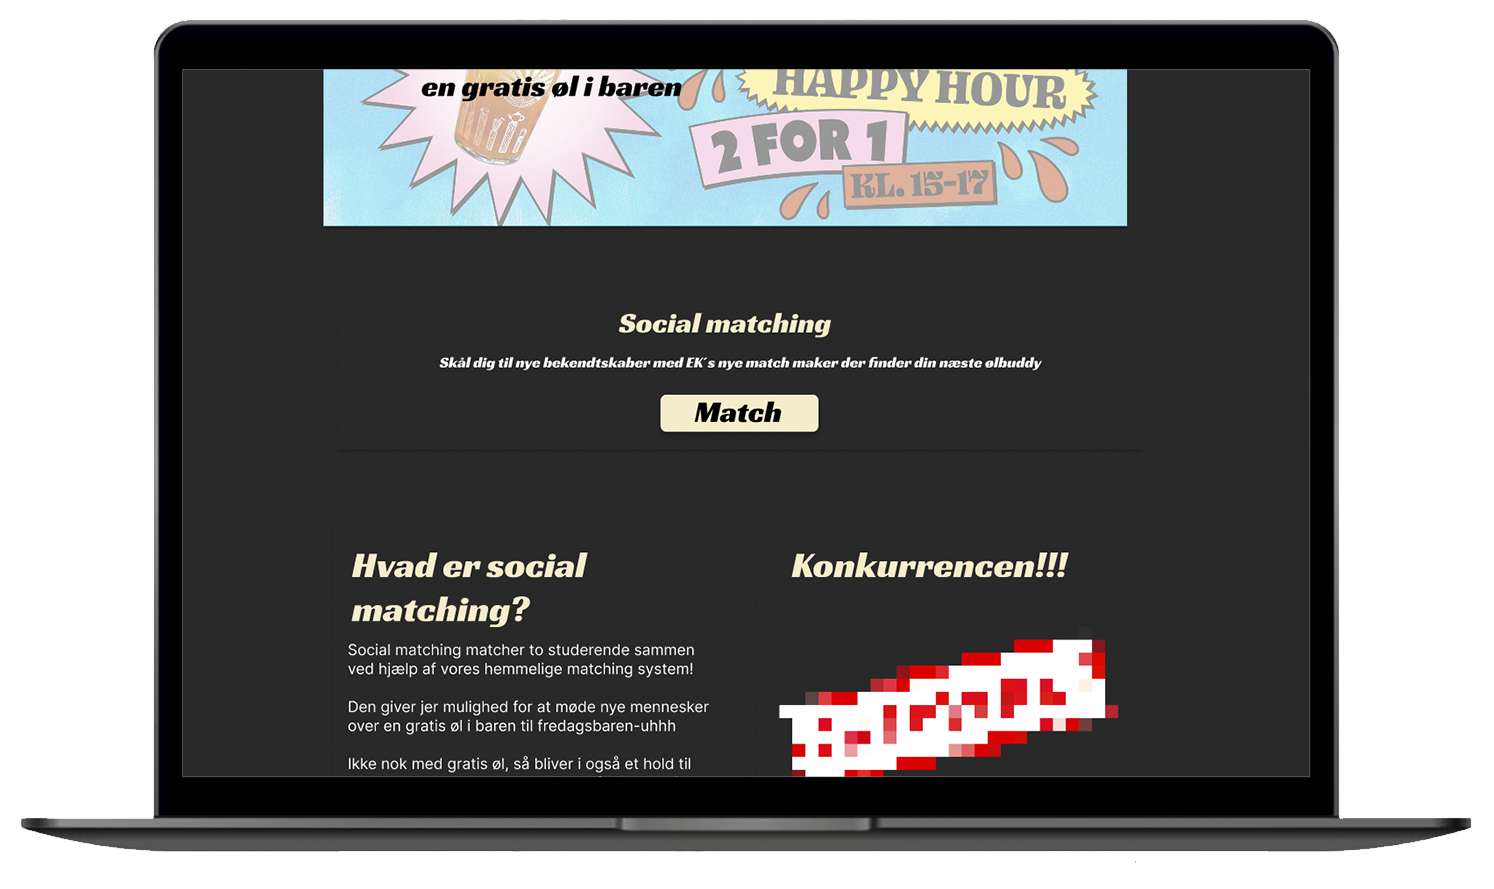 en gratis øl i baren
HAPPY HOUR
2 FOR 1
KL. 15-17
Social matching
Skål dig til nye bekendtskaber med EK´s nye match maker der finder din næste ølbuddy
Match
Hvad er social
matching?
Social matching matcher to studerende sammen
ved hjælp af vores hemmelige matching system!
Den giver jer mulighed for at møde nye mennesker
over en gratis øl i baren til fredagsbaren-uhhh
Ikke nok med gratis øl, så bliver i også et hold til
Konkurrencen!!!